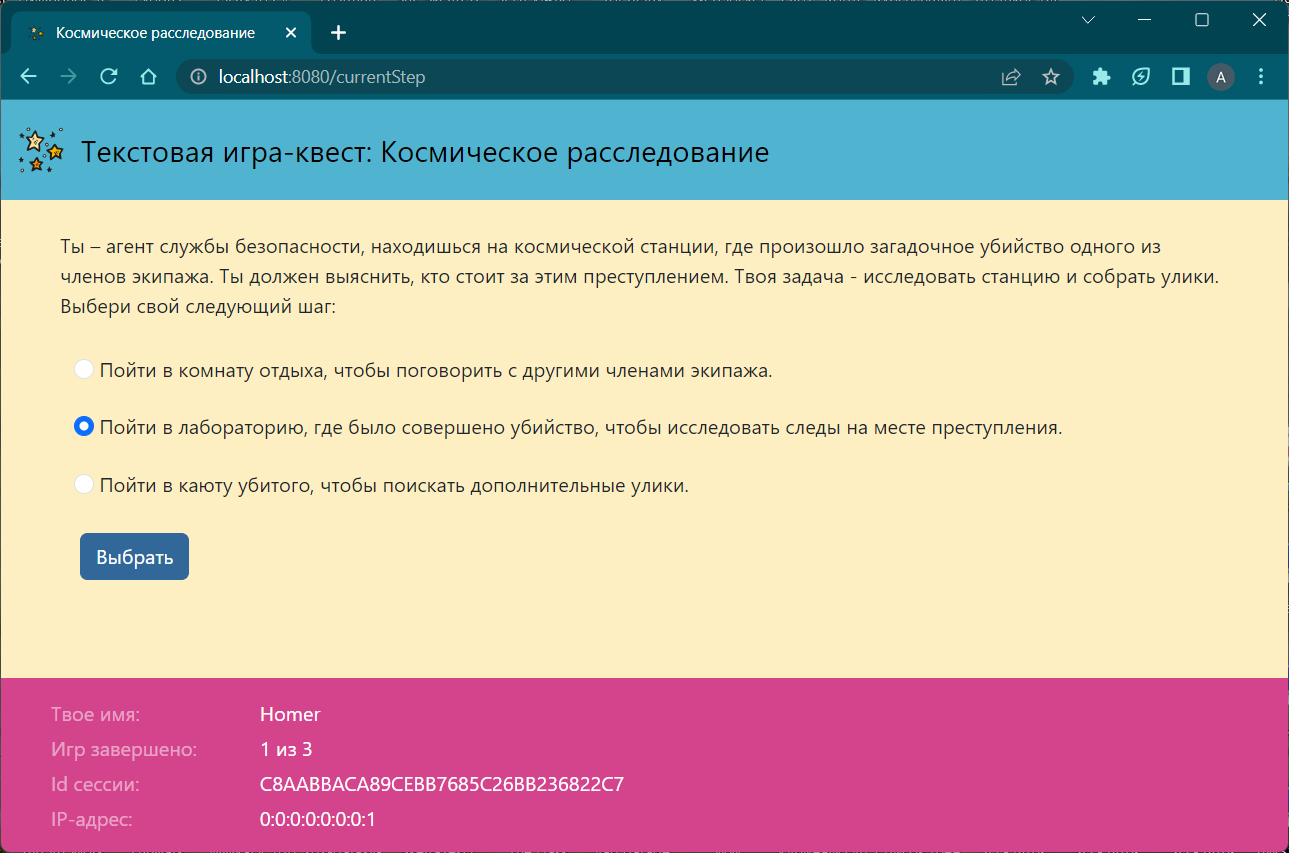 Космическое расследование
localhost:8080/currentStep
A
Текстовая игра-квест: Космическое расследование
Ты – агент службы безопасности, находишься на космической станции, где произошло загадочное убийство одного из
членов экипажа. Ты должен выяснить, кто стоит за этим преступлением. Твоя задача - исследовать станцию и собрать улики.
Выбери свой следующий шаг:
Пойти в комнату отдыха, чтобы поговорить с другими членами экипажа.
Пойти в лабораторию, где было совершено убийство, чтобы исследовать следы на месте преступления.
Пойти в каюту убитого, чтобы поискать дополнительные улики.
Выбрать
Твое имя: Homer
Игр завершено: 1 из 3
Id сессии: C8AABBACA89CEBB7685C26BB236822C7
IP-адрес: 0:0:0:0:0:0:0:1